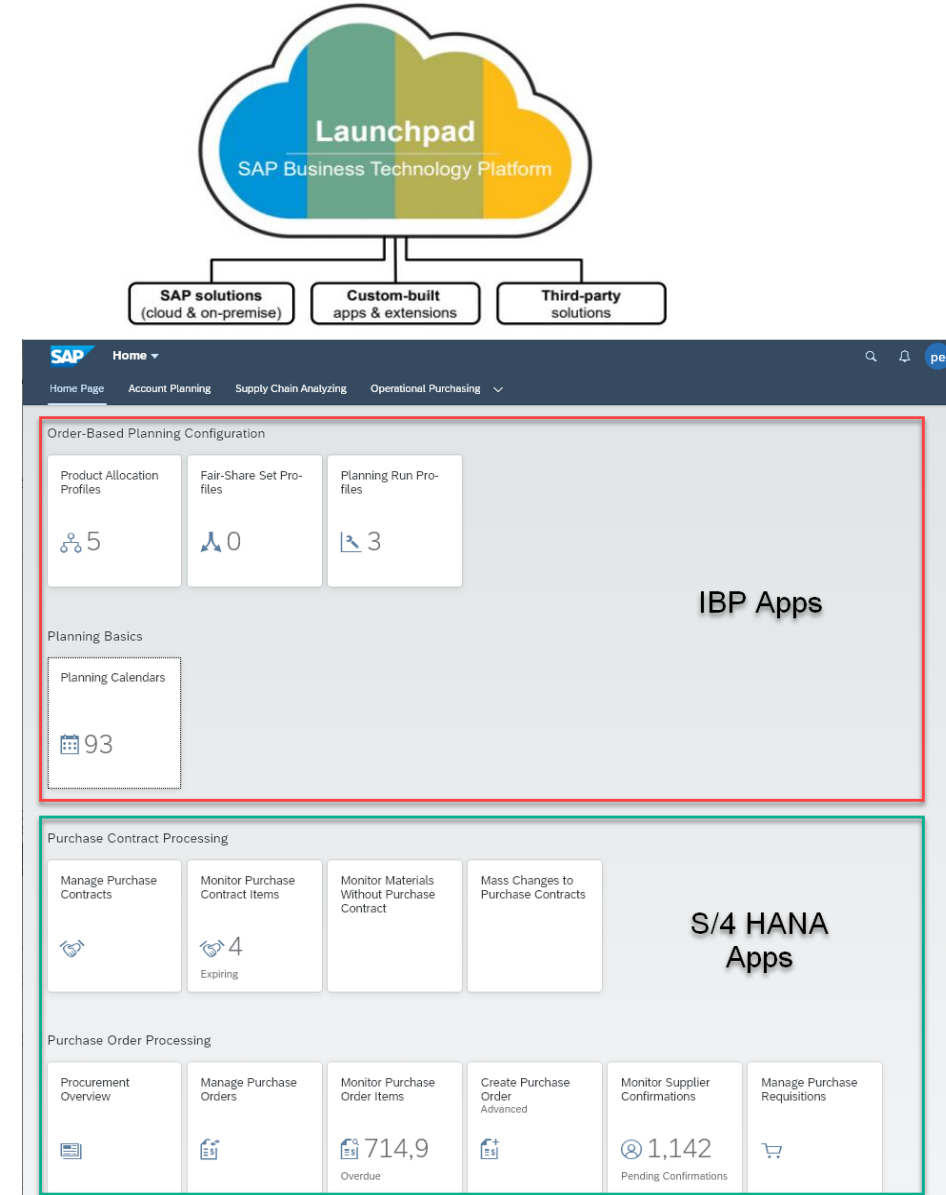 Launchpad
SAP Business Technology Platform
SAP solutions
(cloud & on-premise)
Custom-built
apps & extensions
Third-party
solutions
SAP
Home
pe
Home Page
Account Planning
Supply Chain Analyzing
Operational Purchasing
Order-Based Planning Configuration
Product Allocation
Profiles
5
Fair-Share Set Pro-
files
0
Planning Run Pro-
files
3
IBP Apps
Planning Basics
Planning Calendars
93
Purchase Contract Processing
Manage Purchase
Contracts
Monitor Purchase
Contract Items
4
Expiring
Monitor Materials
Without Purchase
Contract
Mass Changes to
Purchase Contracts
S/4 HANA
Apps
Purchase Order Processing
Procurement
Overview
Manage Purchase
Orders
Monitor Purchase
Order Items
714,9
Overdue
Create Purchase
Order
Advanced
Monitor Supplier
Confirmations
1,142
Pending Confirmations
Manage Purchase
Requisitions